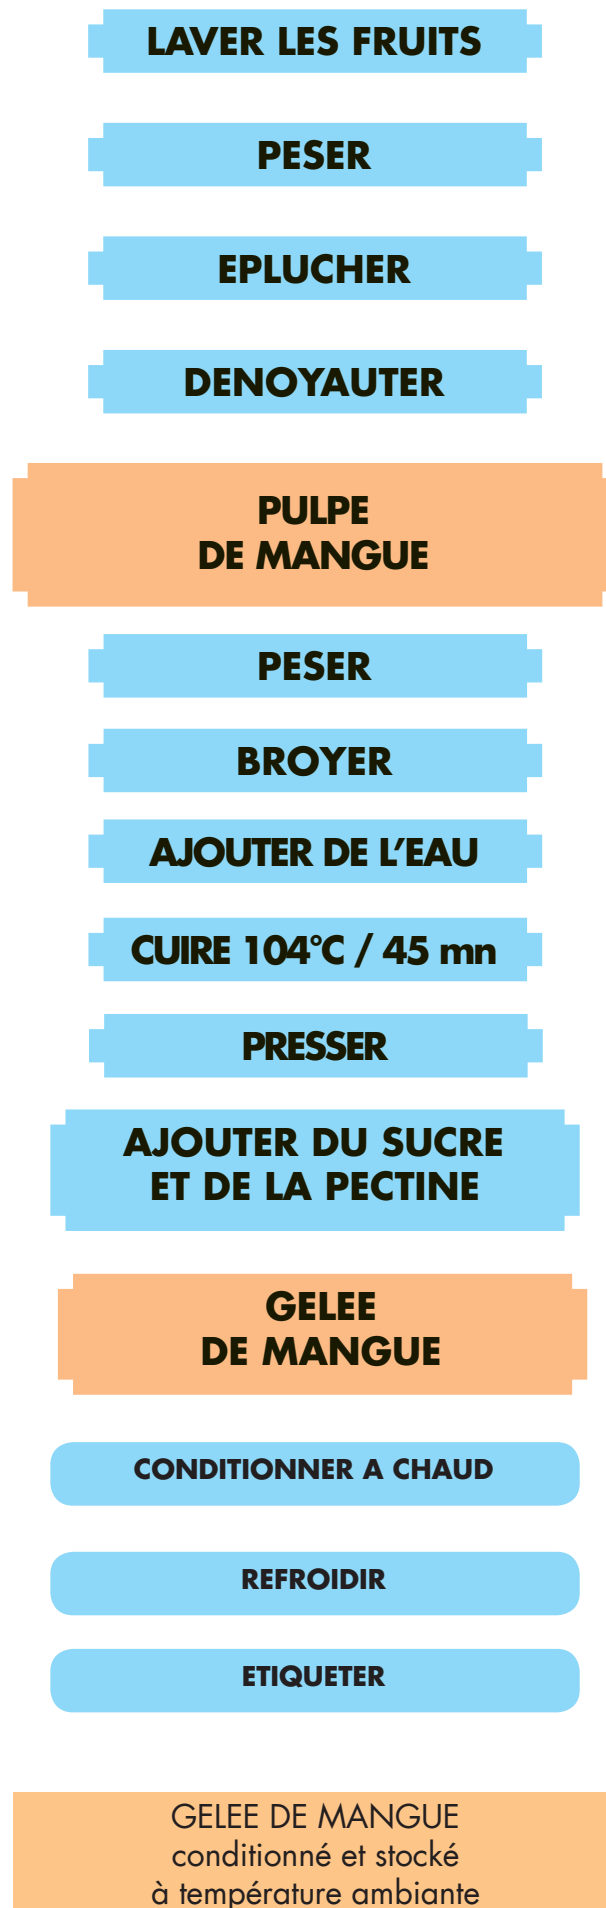 LAVER LES FRUITS
PESER
EPLUCHER
DENOYAUTER
PULPE
DE MANGUE
PESER
BROYER
AJOUTER DE L’EAU
CUIRE 104°C / 45 mn
PRESSER
AJOUTER DU SUCRE
ET DE LA PECTINE
GELEE
DE MANGUE
CONDITIONNER A CHAUD
REFROIDIR
ETIQUETER
GELEE DE MANGUE
conditionné et stocké
à température ambiante